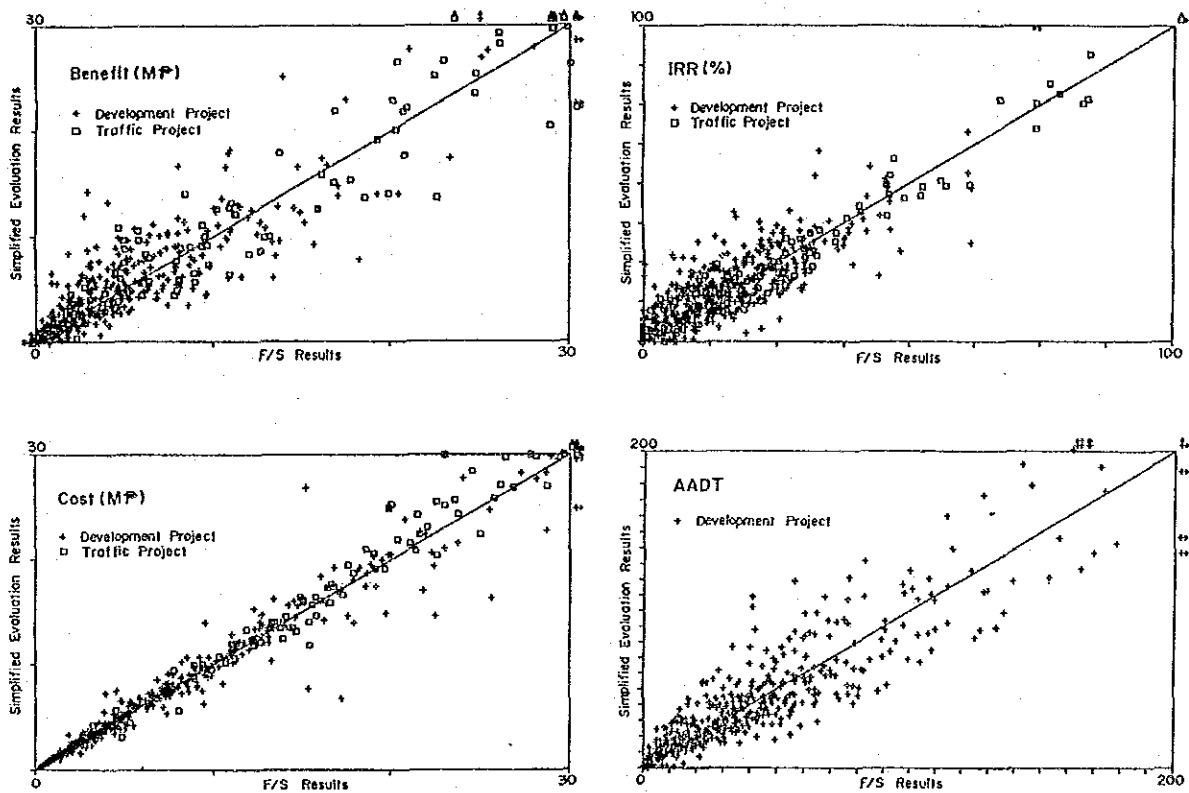 30
Benefit (M₱)
+ Development Project
□ Traffic Project
Simplified Evaluation Results
0
30
F/S Results
100
IRR (%)
+ Development Project
□ Traffic Project
Simplified Evaluation Results
0
100
F/S Results
30
Cost (M₱)
+ Development Project
□ Traffic Project
Simplified Evaluation Results
0
30
F/S Results
200
AADT
+ Development Project
Simplified Evaluation Results
0
200
F/S Results